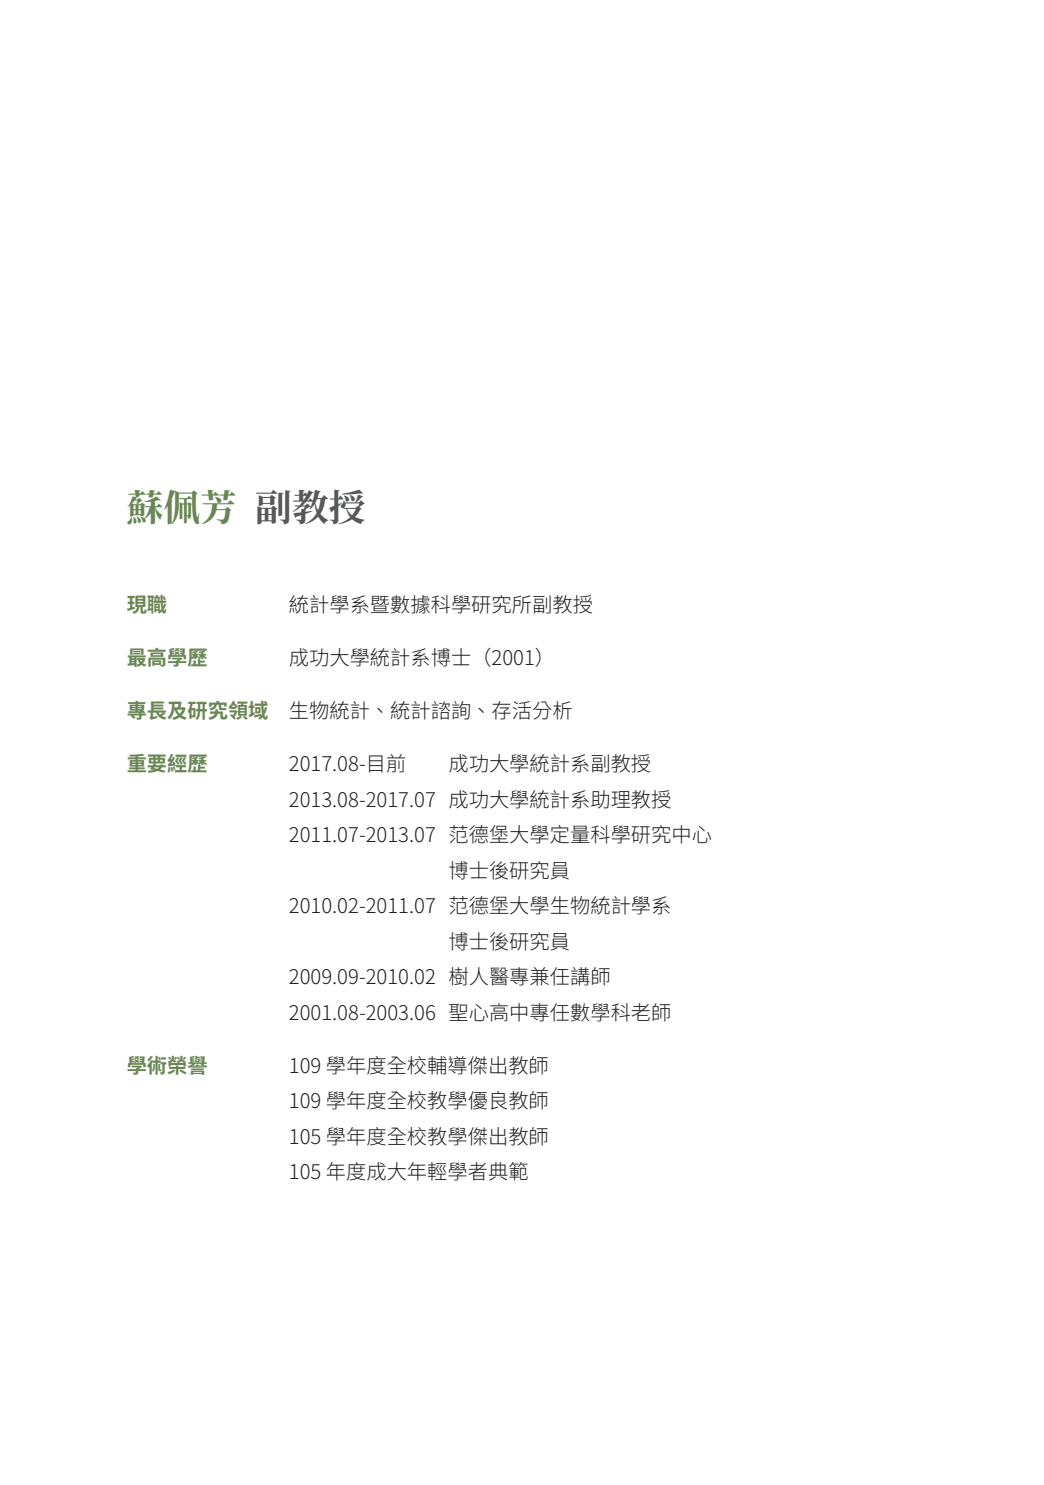 蘇佩芳 副教授
現職 統計學系暨數據科學研究所副教授
最高學歷 成功大學統計系博士（2001）
專長及研究領域 生物統計、統計諮詢、存活分析
重要經歷 2017.08-目前 成功大學統計系副教授
2013.08-2017.07 成功大學統計系助理教授
2011.07-2013.07 范德堡大學定量科學研究中心
博士後研究員
2010.02-2011.07 范德堡大學生物統計學系
博士後研究員
2009.09-2010.02 樹人醫專兼任講師
2001.08-2003.06 聖心高中專任數學科老師
學術榮譽 109 學年度全校輔導傑出教師
109 學年度全校教學優良教師
105 學年度全校教學傑出教師
105 年度成大年輕學者典範